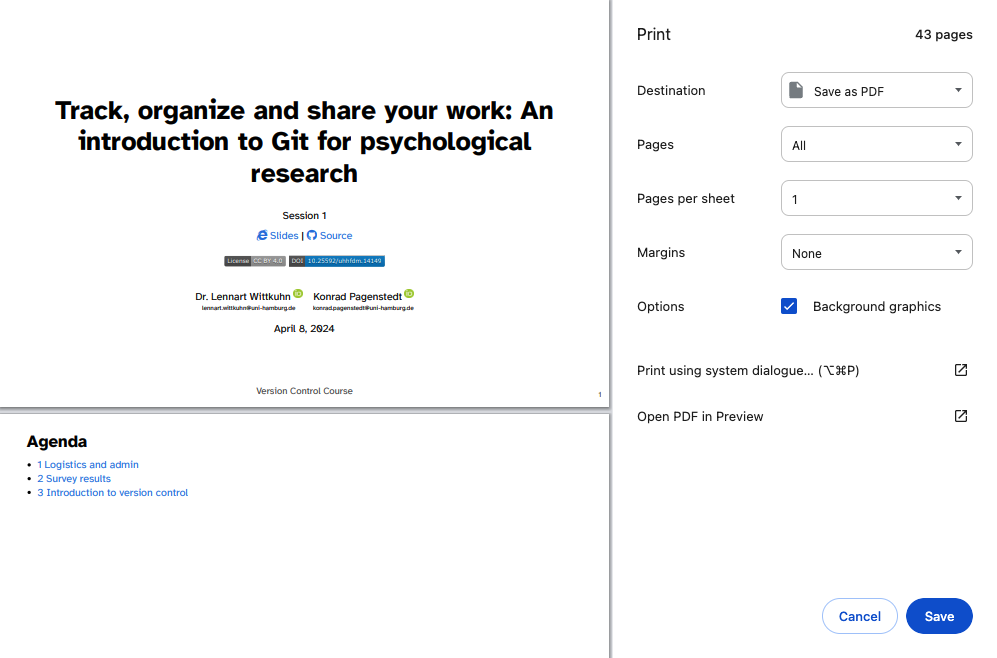 Track, organize and share your work: An
introduction to Git for psychological
research
Session 1
Slides | Source
License CC BY 4.0 DOI 10.25592/uhhfdm.14149
Dr. Lennart Wittkuhn iD Konrad Pagenstedt iD
lennart.wittkuhn@uni-hamburg.de konrad.pagenstedt@uni-hamburg.de
April 8, 2024
Version Control Course
1
Agenda
• 1 Logistics and admin
• 2 Survey results
• 3 Introduction to version control
Print 43 pages
Destination Save as PDF
Pages All
Pages per sheet 1
Margins None
Options Background graphics
Print using system dialogue... (⌥⌘P)
Open PDF in Preview
Cancel Save